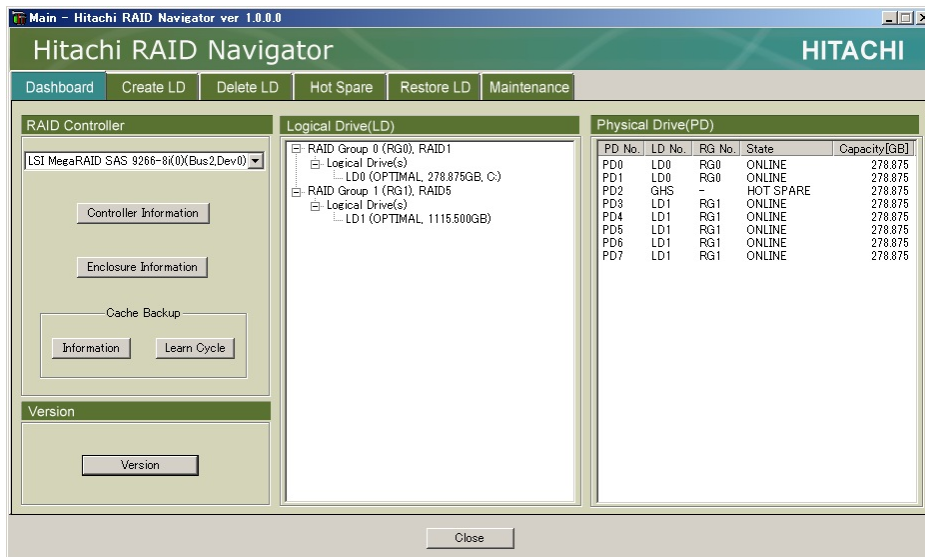 Main - Hitachi RAID Navigator ver 1.0.0.0
Hitachi RAID Navigator
HITACHI
Dashboard Create LD Delete LD Hot Spare Restore LD Maintenance
RAID Controller
LSI MegaRAID SAS 9266-8i(0)(Bus2,Dev0)
Controller Information
Enclosure Information
Cache Backup
Information Learn Cycle
Version
Version
Logical Drive(LD)
RAID Group 0 (RG0), RAID1
Logical Drive(s)
LD0 (OPTIMAL, 278.875GB, C:)
RAID Group 1 (RG1), RAID5
Logical Drive(s)
LD1 (OPTIMAL, 1115.500GB)
Physical Drive(PD)
PD No. LD No. RG No. State Capacity[GB]
PD0 LD0 RG0 ONLINE 278.875
PD1 LD0 RG0 ONLINE 278.875
PD2 GHS - HOT SPARE 278.875
PD3 LD1 RG1 ONLINE 278.875
PD4 LD1 RG1 ONLINE 278.875
PD5 LD1 RG1 ONLINE 278.875
PD6 LD1 RG1 ONLINE 278.875
PD7 LD1 RG1 ONLINE 278.875
Close